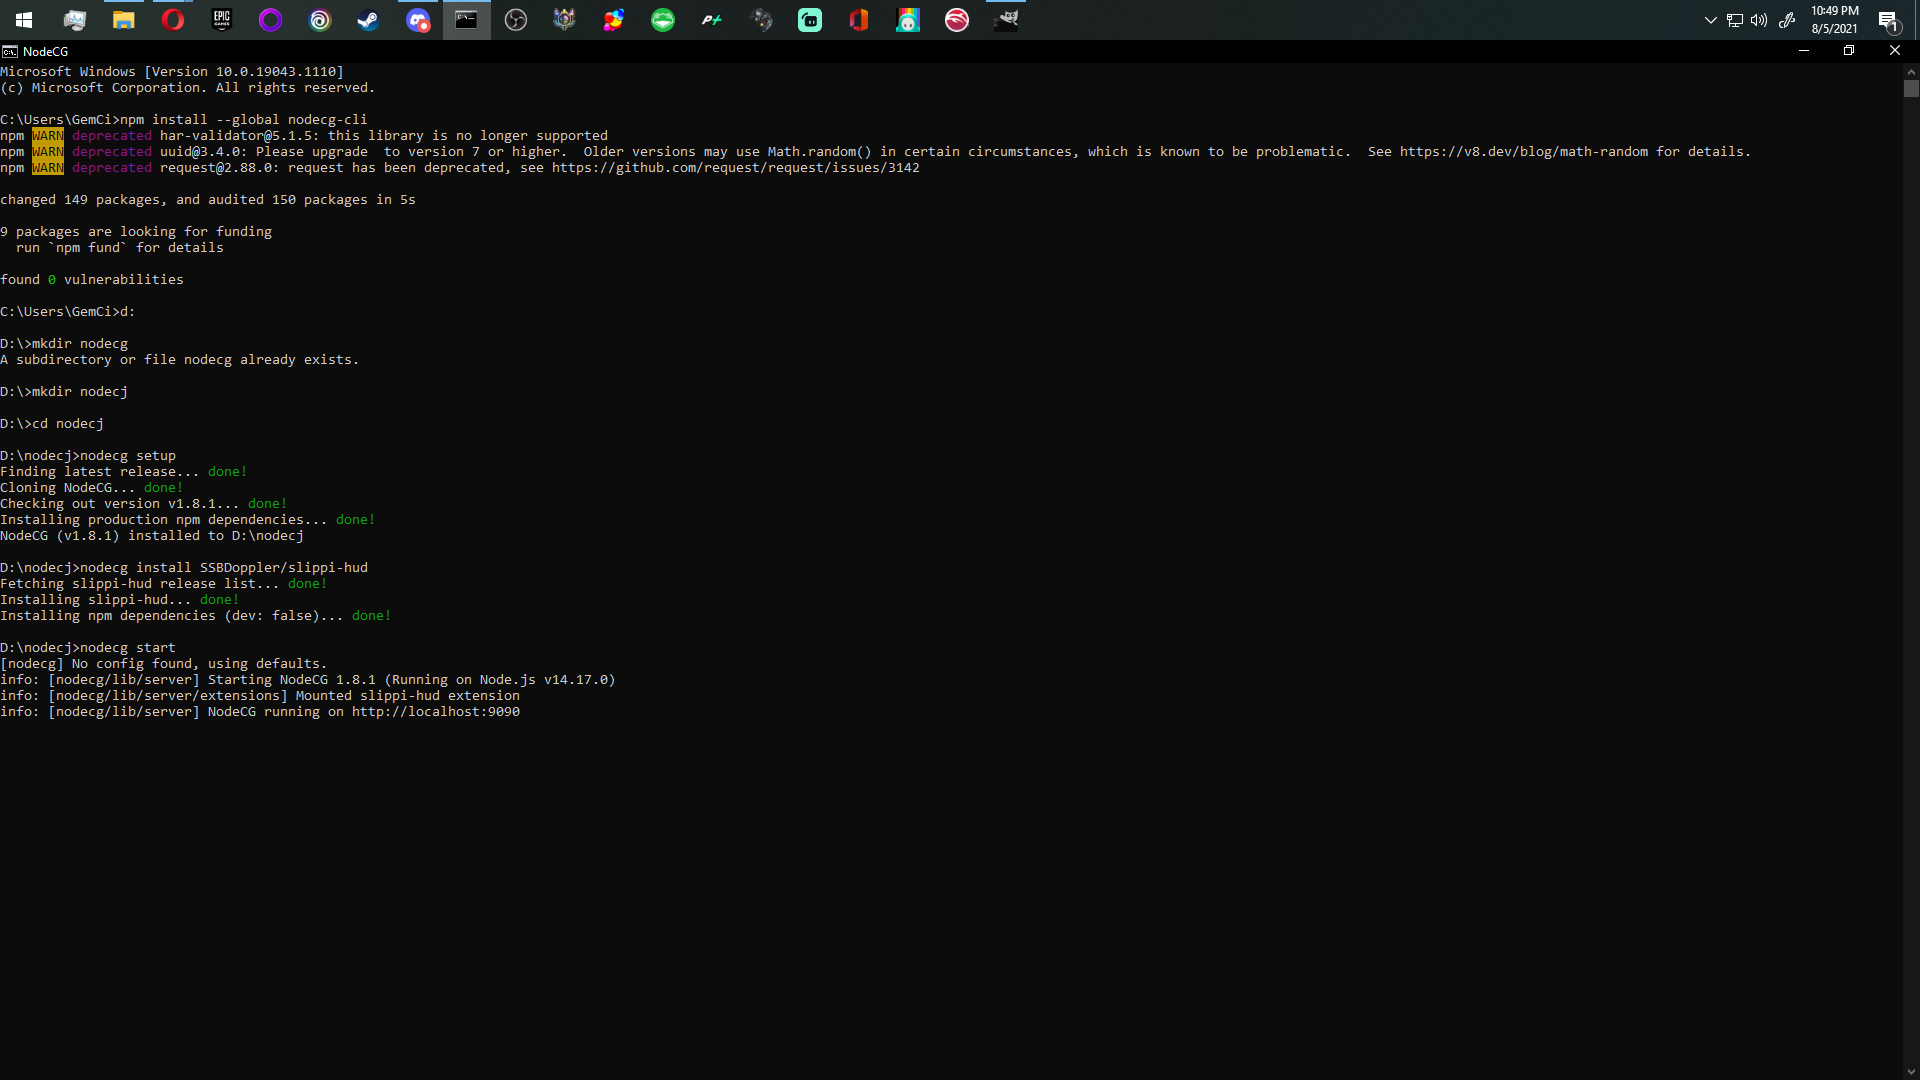 10:49 PM
8/5/2021
1
EPIC
GAMES
NodeCG
Microsoft Windows [Version 10.0.19043.1110]
(c) Microsoft Corporation. All rights reserved.
C:\Users\GemCi>npm install --global nodecg-cli
npm WARN deprecated har-validator@5.1.5: this library is no longer supported
npm WARN deprecated uuid@3.4.0: Please upgrade  to version 7 or higher.  Older versions may use Math.random() in certain circumstances, which is known to be problematic.  See https://v8.dev/blog/math-random for details.
npm WARN deprecated request@2.88.0: request has been deprecated, see https://github.com/request/request/issues/3142
changed 149 packages, and audited 150 packages in 5s
9 packages are looking for funding
  run `npm fund` for details
found 0 vulnerabilities
C:\Users\GemCi>d:
D:\>mkdir nodecg
A subdirectory or file nodecg already exists.
D:\>mkdir nodecj
D:\>cd nodecj
D:\nodecj>nodecg setup
Finding latest release... done!
Cloning NodeCG... done!
Checking out version v1.8.1... done!
Installing production npm dependencies... done!
NodeCG (v1.8.1) installed to D:\nodecj
D:\nodecj>nodecg install SSBDoppler/slippi-hud
Fetching slippi-hud release list... done!
Installing slippi-hud... done!
Installing npm dependencies (dev: false)... done!
D:\nodecj>nodecg start
[nodecg] No config found, using defaults.
info: [nodecg/lib/server] Starting NodeCG 1.8.1 (Running on Node.js v14.17.0)
info: [nodecg/lib/server/extensions] Mounted slippi-hud extension
info: [nodecg/lib/server] NodeCG running on http://localhost:9090